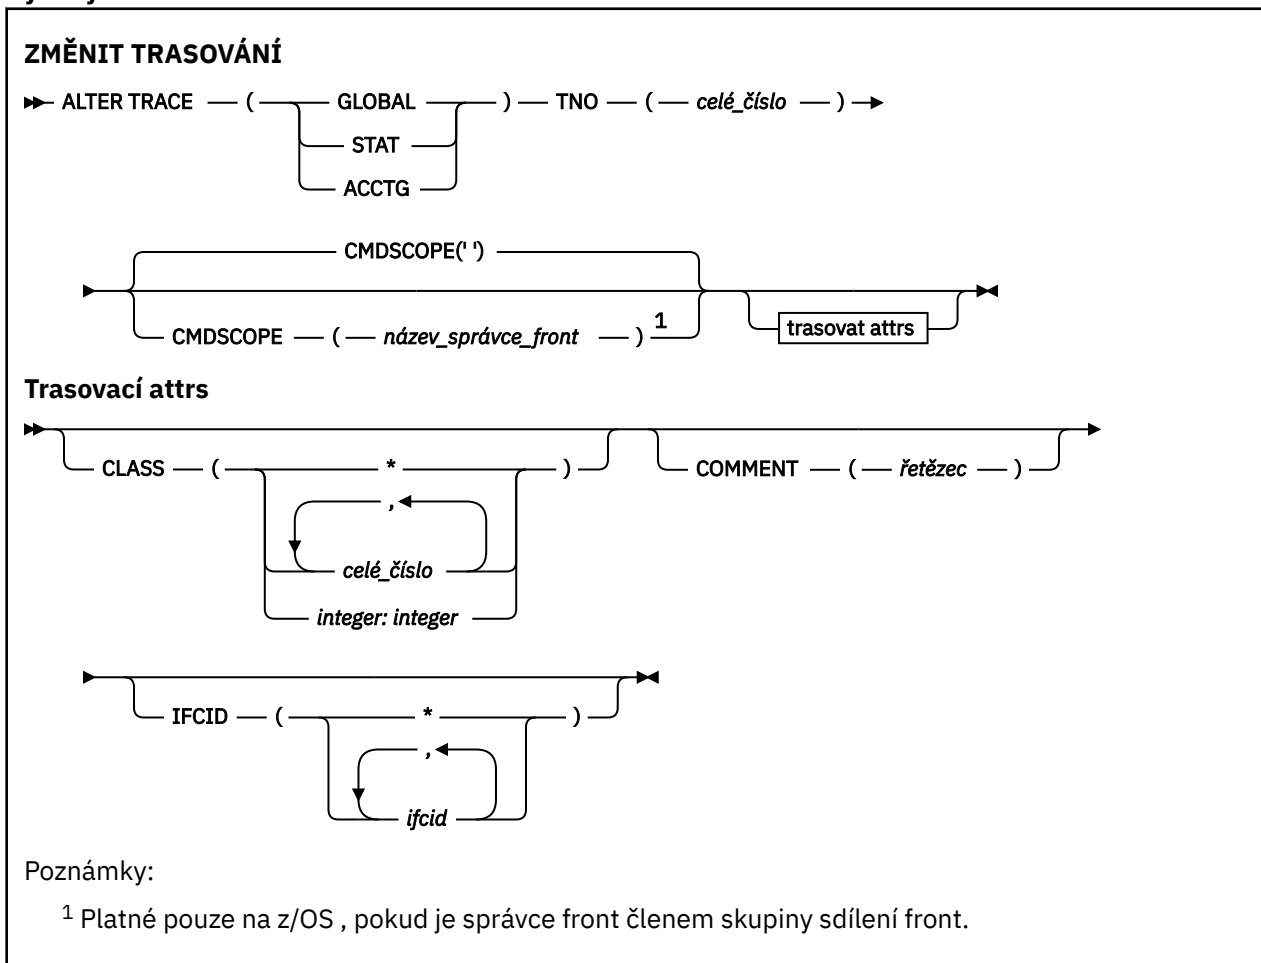 ZMĚNIT TRASOVÁNÍ
ALTER TRACE ( GLOBAL ) TNO ( celé_číslo )
STAT
ACCTG
CMDSCOPE(' ')
CMDSCOPE ( název_správce_front ) 1
trasovat attrs
Trasovací attrs
CLASS ( * ) COMMENT ( řetězec )
,
celé_číslo
integer: integer
IFCID ( * )
,
ifcid
Poznámky:
1 Platné pouze na z/OS , pokud je správce front členem skupiny sdílení front.